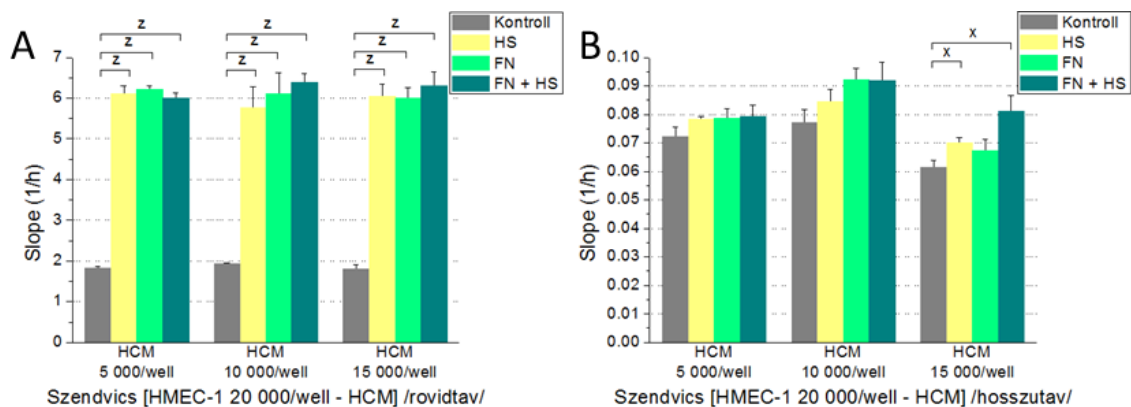 A
z
z
z
z
z
z
z
z
z
Kontroll
HS
FN
FN + HS
Slope (1/h)
7
6
5
4
3
2
1
0
HCM
5 000/well
HCM
10 000/well
HCM
15 000/well
Szendvics [HMEC-1 20 000/well - HCM] /rovidtav/
B
x
x
Kontroll
HS
FN
FN + HS
Slope (1/h)
0.10
0.09
0.08
0.07
0.06
0.05
0.04
0.03
0.02
0.01
0.00
HCM
5 000/well
HCM
10 000/well
HCM
15 000/well
Szendvics [HMEC-1 20 000/well - HCM] /hosszutav/